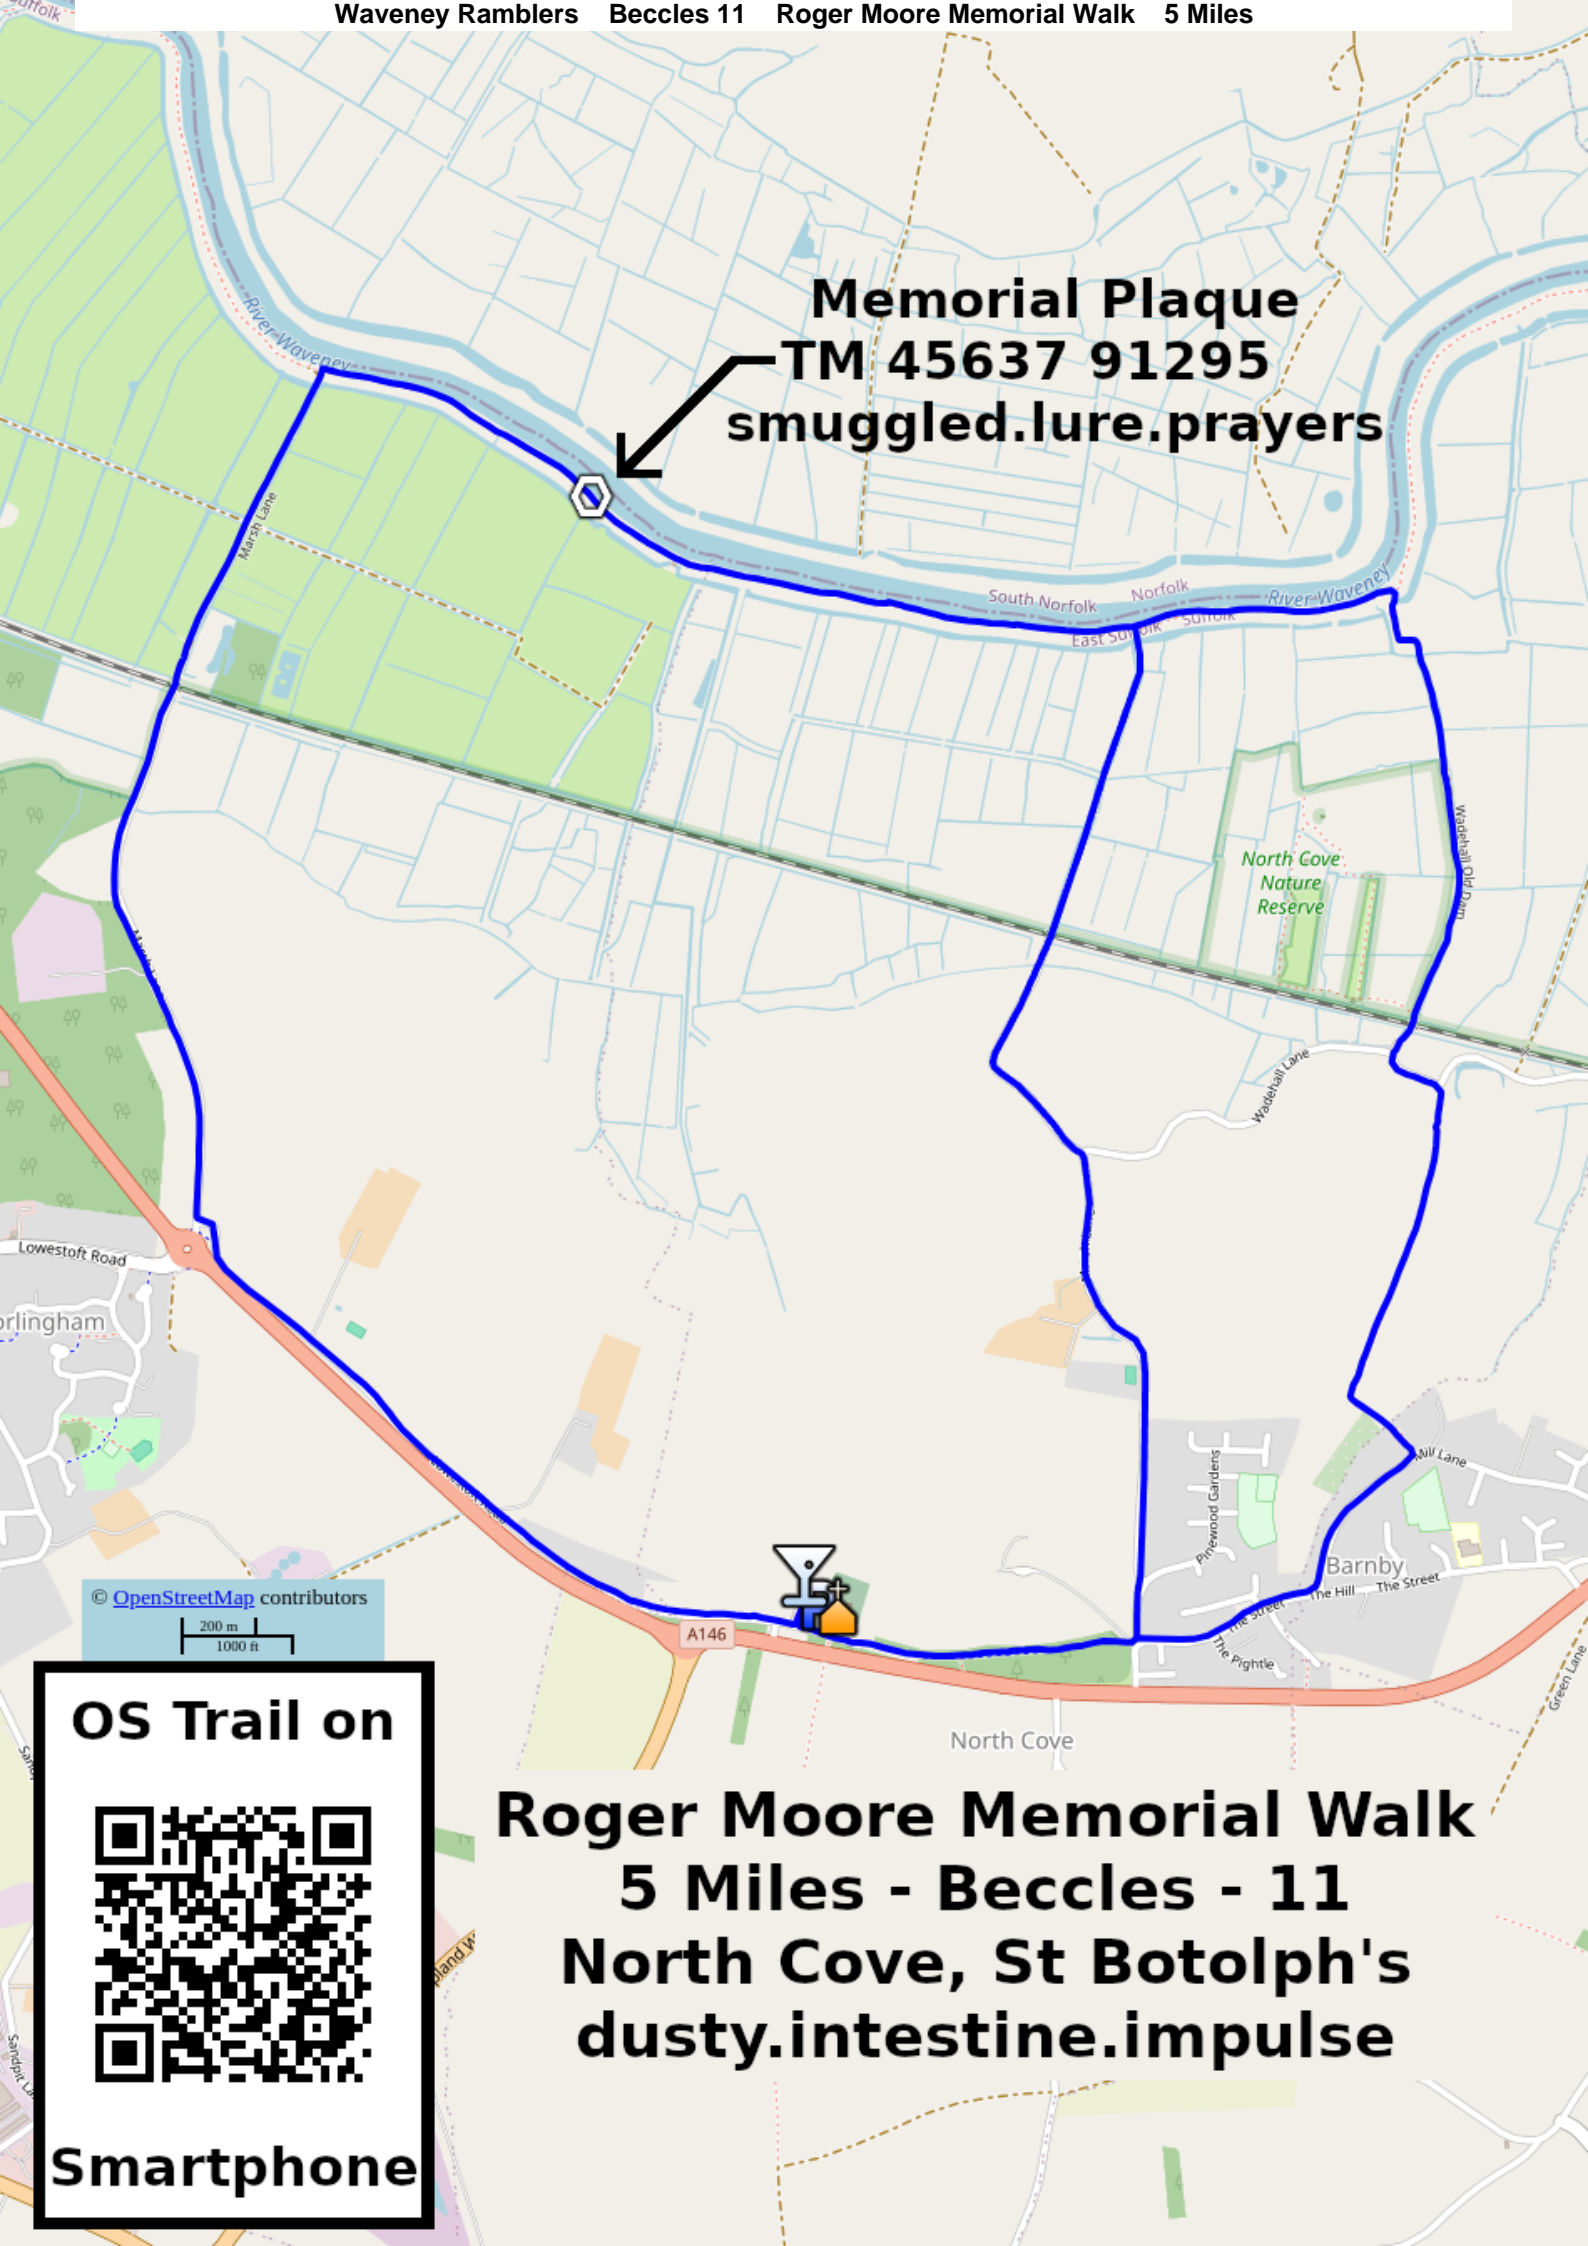 Waveney Ramblers Beccles 11 Roger Moore Memorial Walk 5 Miles
Suffolk
River Waveney
Memorial Plaque
TM 45637 91295
smuggled.lure.prayers
Marsh Lane
South Norfolk
Norfolk
River Waveney
East Suffolk
Suffolk
Wadehall Old Dam
North Cove
Nature
Reserve
Wadehall Lane
Lowestoft Road
Mill Lane
Pinewood Gardens
Barnby
The Street
The Hill
The Street
The Pightle
A146
Green Lane
North Cove
© OpenStreetMap contributors
200 m
1000 ft
OS Trail on
Smartphone
Roger Moore Memorial Walk
5 Miles - Beccles - 11
North Cove, St Botolph's
dusty.intestine.impulse